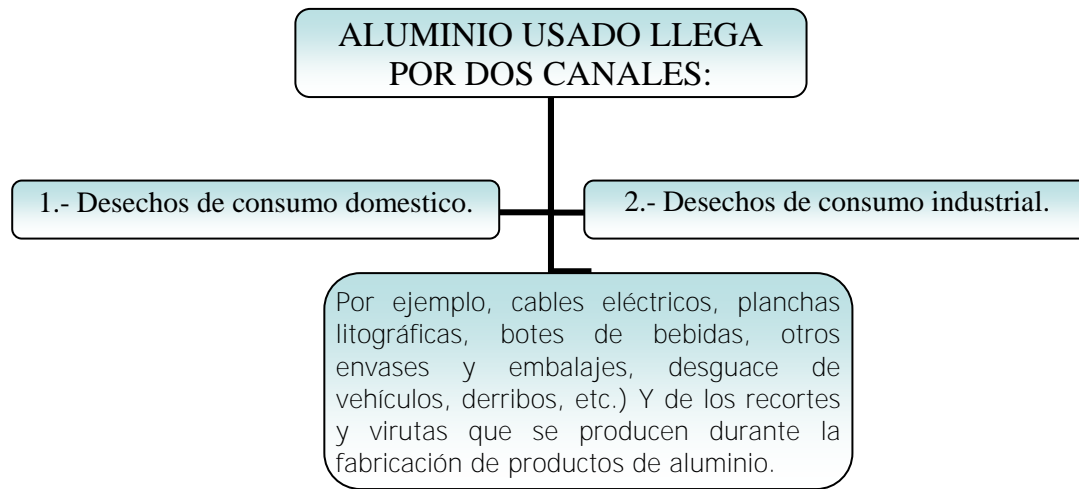 ALUMINIO USADO LLEGA
POR DOS CANALES:
1.- Desechos de consumo domestico.
2.- Desechos de consumo industrial.
Por ejemplo, cables eléctricos, planchas
litográficas, botes de bebidas, otros
envases y embalajes, desguace de
vehículos, derribos, etc.) Y de los recortes
y virutas que se producen durante la
fabricación de productos de aluminio.